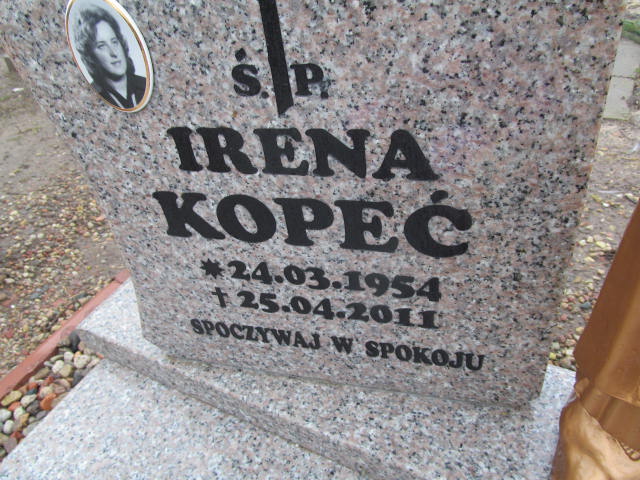 Ś.P.
IRENA
KOPEĆ
*24.03.1954
†25.04.2011
SPOCZYWAJ W SPOKOJU